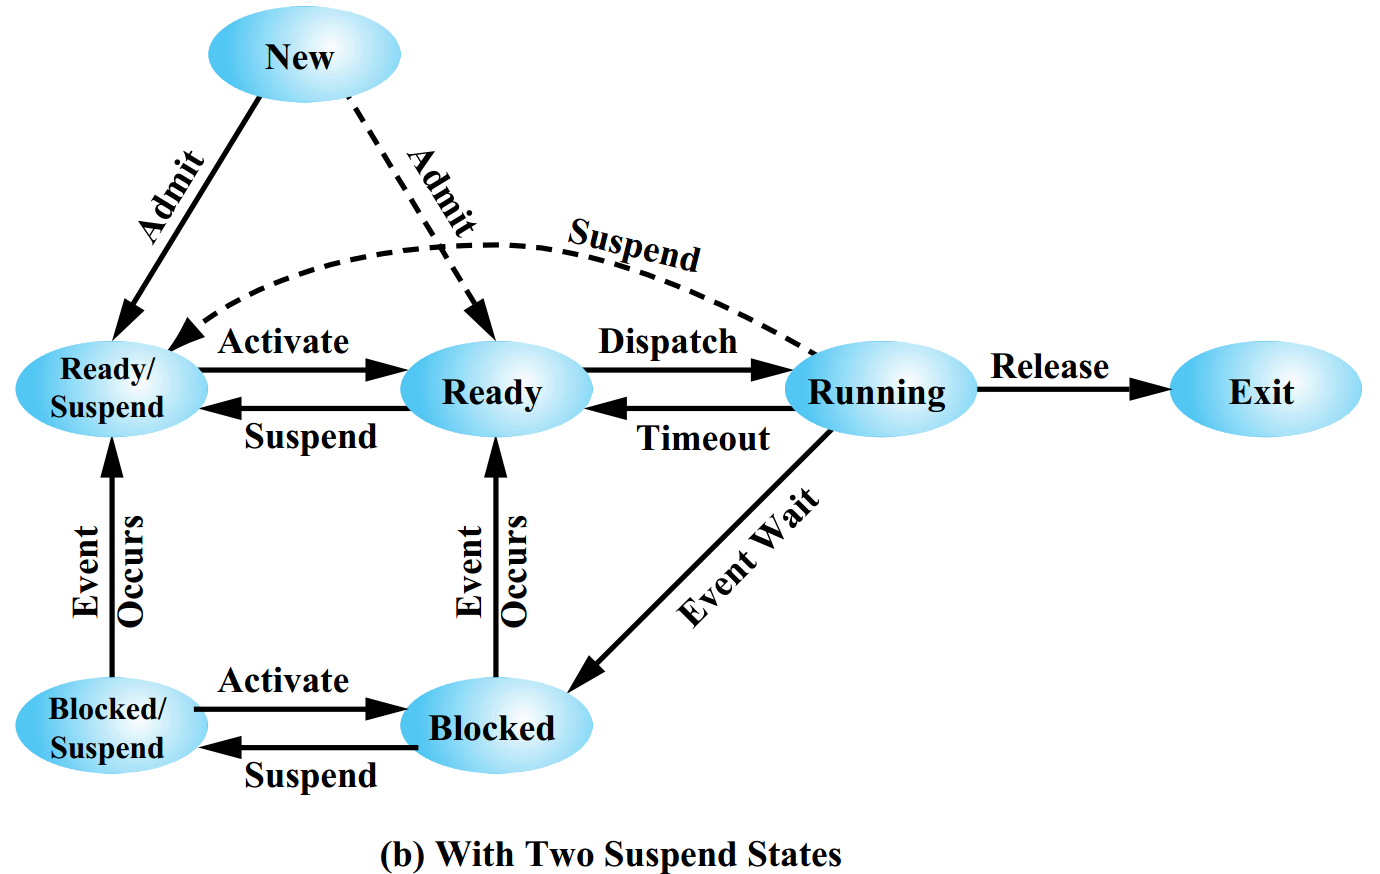 New
Admit
Admit
Suspend
Ready/
Suspend
Activate
Suspend
Ready
Dispatch
Timeout
Running
Release
Exit
Event
Occurs
Event
Occurs
Event Wait
Blocked/
Suspend
Activate
Suspend
Blocked
(b) With Two Suspend States